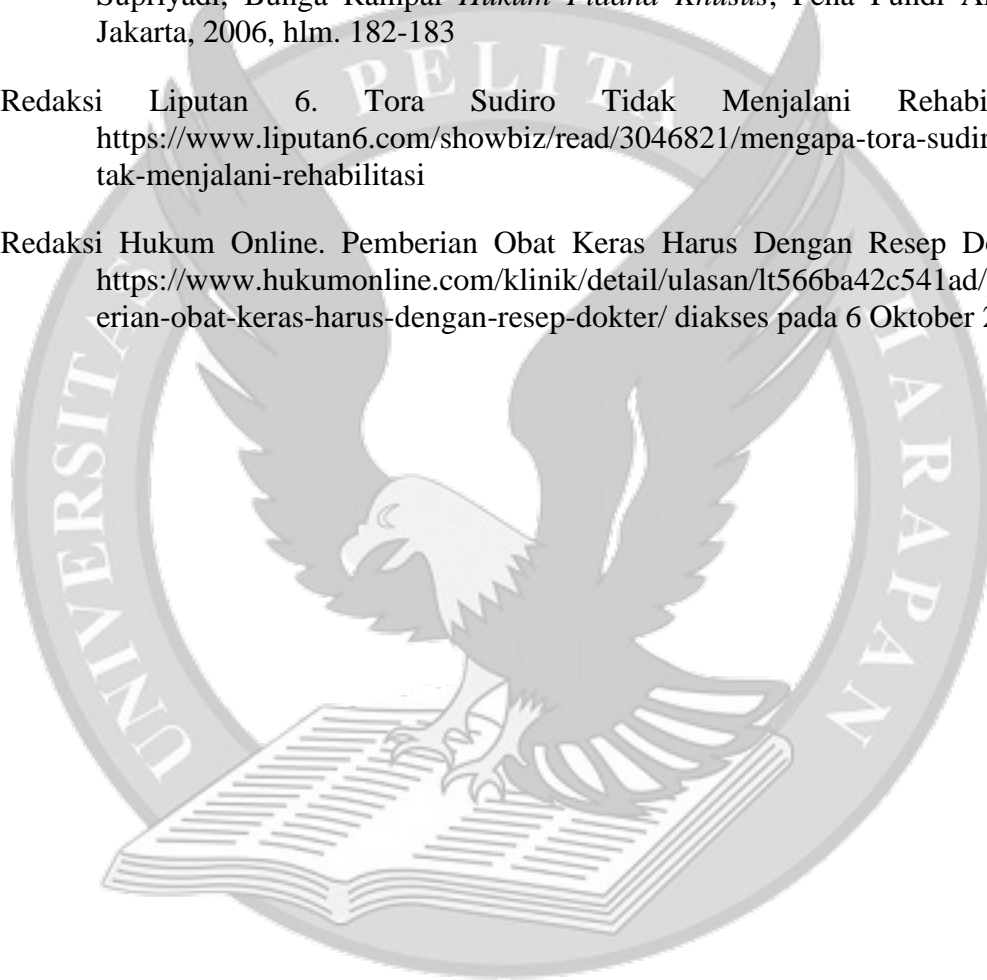 Supriyadi, Bunga Rampai Hukum Pidana Khusus, Pena Pundi
Jakarta, 2006, hlm. 182-183
Redaksi Liputan 6. Tora Sudiro Tidak Menjalani
https://www.liputan6.com/showbiz/read/3046821/mengapa-tora-sudir
tak-menjalani-rehabilitasi
Redaksi Hukum Online. Pemberian Obat Keras Harus Dengan Resep
https://www.hukumonline.com/klinik/detail/ulasan/lt566ba42c541ad/
erian-obat-keras-harus-dengan-resep-dokter/ diakses pada 6 Oktober
UNIVERSITAS
PELITA
HARAPAN